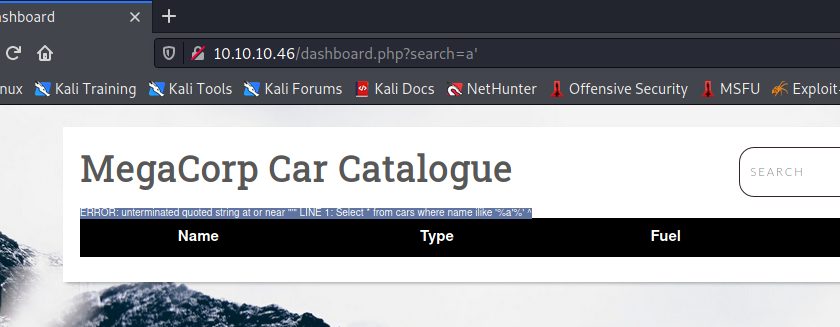 ashboard
10.10.10.46/dashboard.php?search=a'
nux Kali Training Kali Tools Kali Forums Kali Docs NetHunter Offensive Security MSFU Exploit-
MegaCorp Car Catalogue
SEARCH
ERROR: unterminated quoted string at or near "'" LINE 1: Select * from cars where name ilike '%a'%' ^
Name Type Fuel